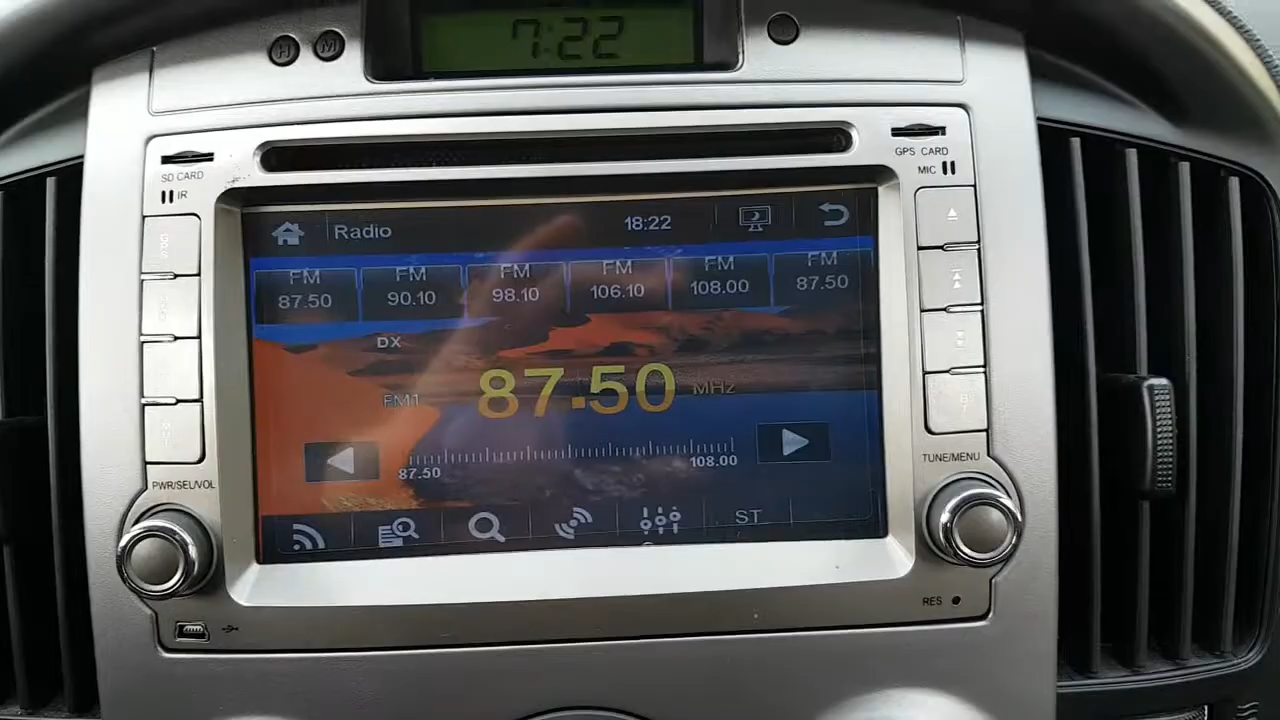 H M
7:22
SD CARD
GPS CARD
IR
MIC
Radio
18:22
FM FM FM FM FM FM
87.50 90.10 98.10 106.10 108.00 87.50
DX
FM1 87.50 MHz
87.50 108.00
ST
PWR/SEL/VOL
TUNE/MENU
RES